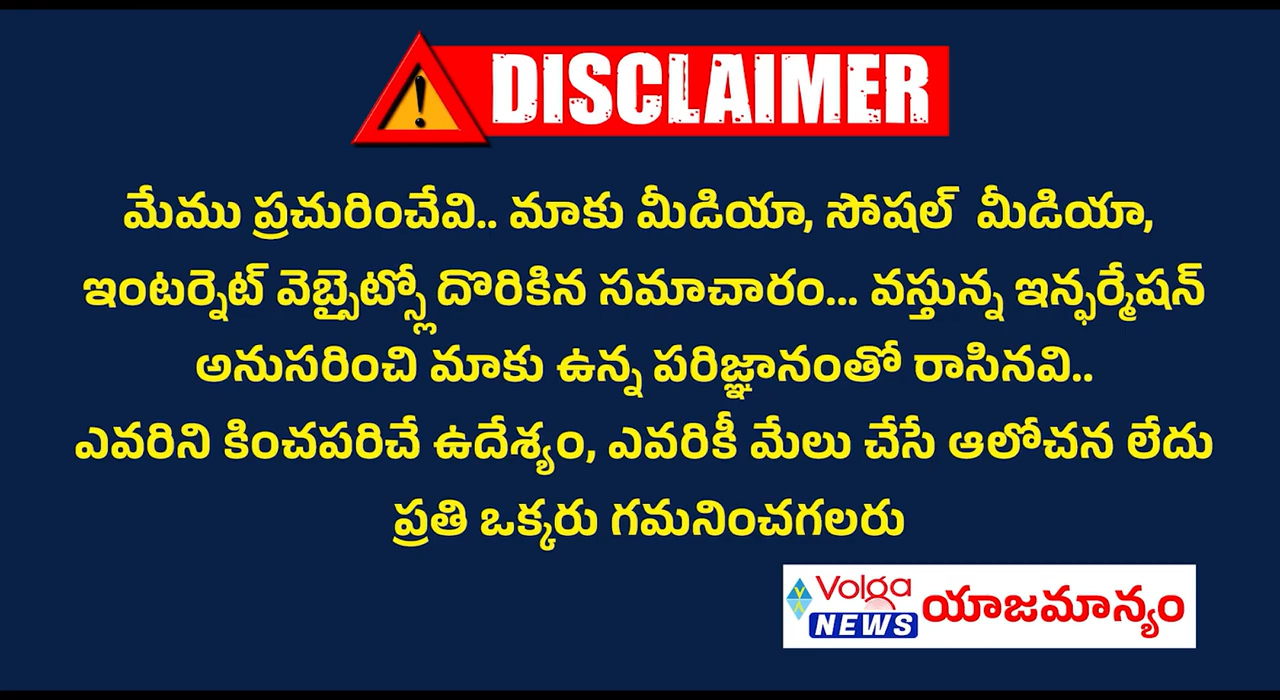 DISCLAIMER
మేము ప్రచురించేవి.. మాకు మీడియా, సోషల్ మీడియా,
ఇంటర్నెట్ వెబ్సైట్స్లో దొరికిన సమాచారం... వస్తున్న ఇన్ఫర్మేషన్
అనుసరించి మాకు ఉన్న పరిజ్ఞానంతో రాసినవి..
ఎవరిని కించపరిచే ఉదేశ్యం, ఎవరికీ మేలు చేసే ఆలోచన లేదు
ప్రతి ఒక్కరు గమనించగలరు
Volga NEWS యాజమాన్యం